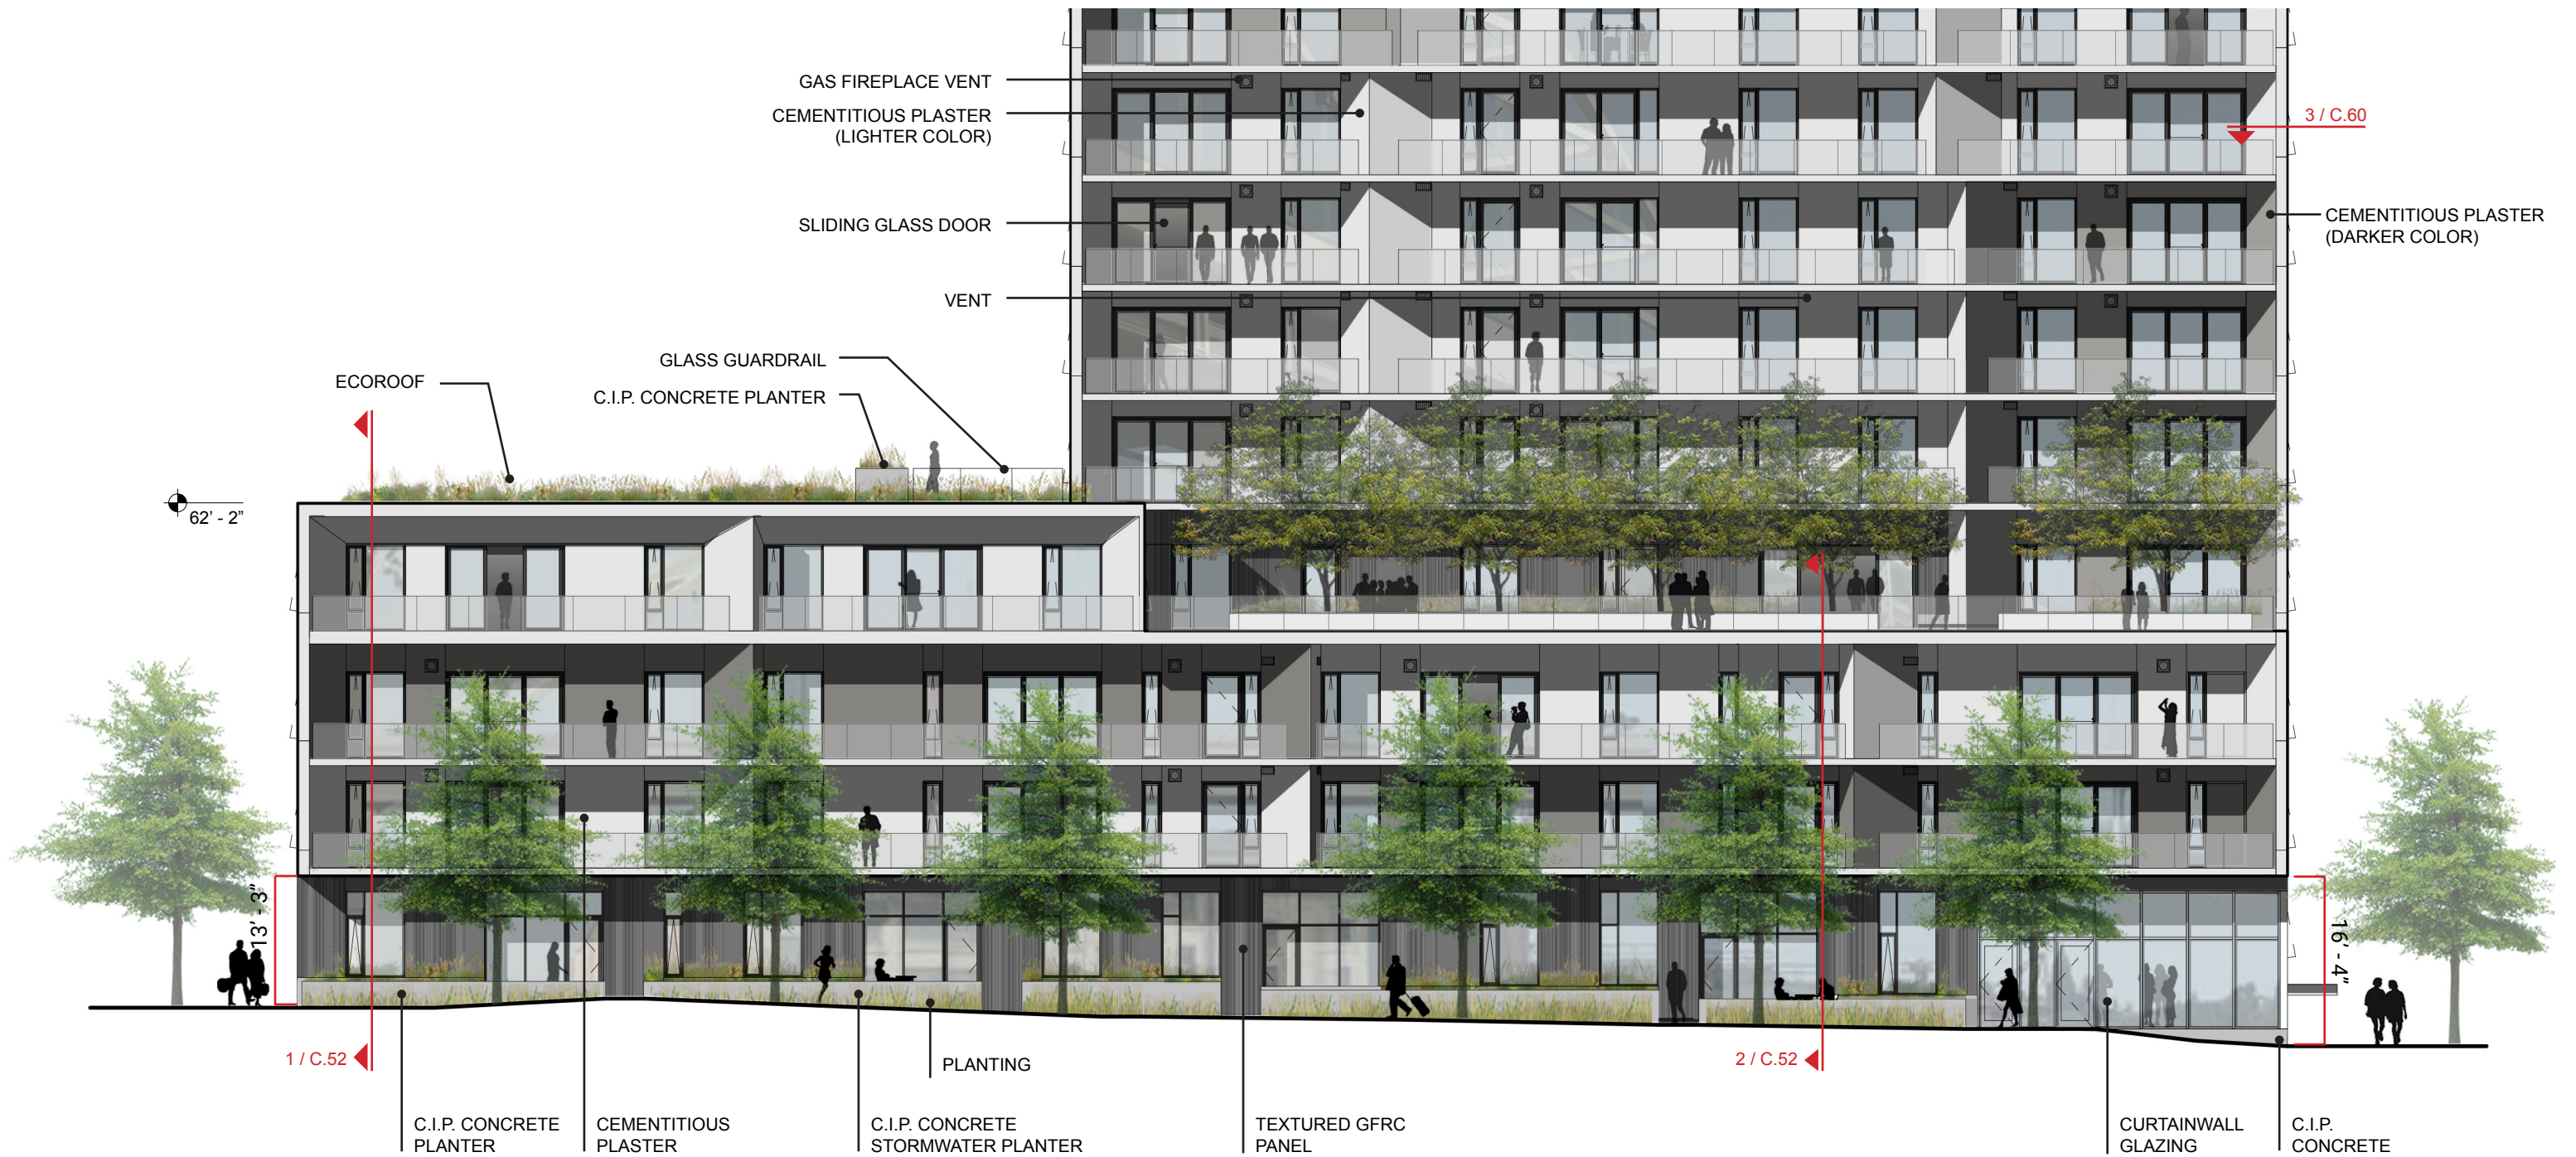 GAS FIREPLACE VENT
CEMENTITIOUS PLASTER
(LIGHTER COLOR)
3 / C.60
SLIDING GLASS DOOR
CEMENTITIOUS PLASTER
(DARKER COLOR)
VENT
GLASS GUARDRAIL
ECOROOF
C.I.P. CONCRETE PLANTER
62' - 2"
13' - 3"
16' - 4"
1 / C.52
2 / C.52
PLANTING
C.I.P. CONCRETE
PLANTER
CEMENTITIOUS
PLASTER
C.I.P. CONCRETE
STORMWATER PLANTER
TEXTURED GFRC
PANEL
CURTAINWALL
GLAZING
C.I.P.
CONCRETE